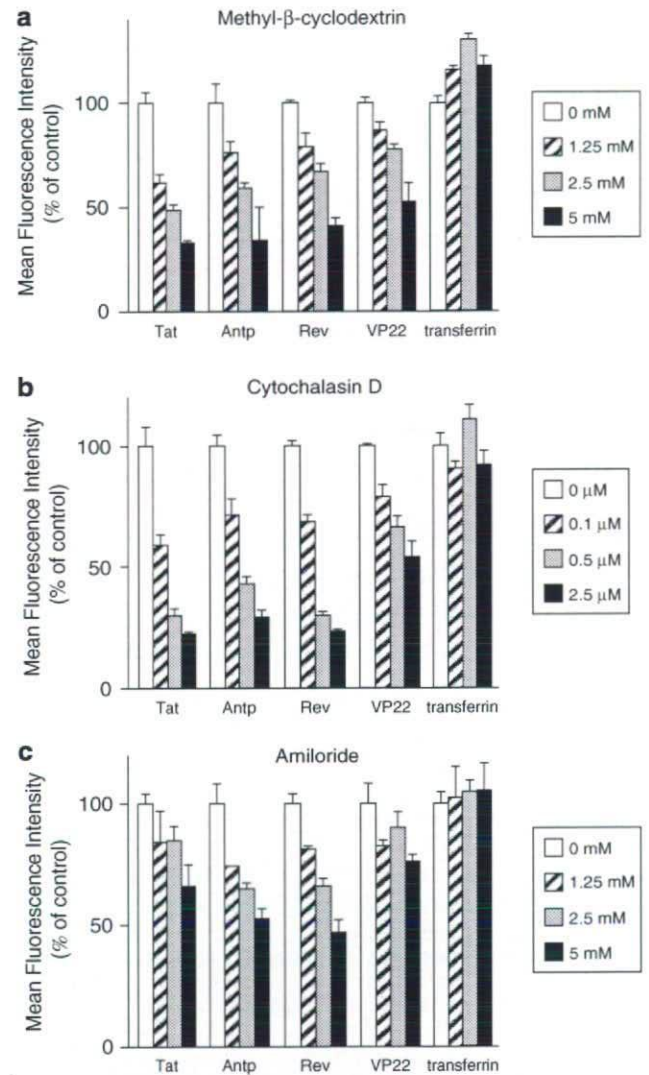 a
Methyl-β-cyclodextrin
Mean Fluorescence Intensity
(% of control)
100
50
0
Tat Antp Rev VP22 transferrin
0 mM
1.25 mM
2.5 mM
5 mM
b
Cytochalasin D
Mean Fluorescence Intensity
(% of control)
100
50
0
Tat Antp Rev VP22 transferrin
0 μM
0.1 μM
0.5 μM
2.5 μM
c
Amiloride
Mean Fluorescence Intensity
(% of control)
100
50
0
Tat Antp Rev VP22 transferrin
0 mM
1.25 mM
2.5 mM
5 mM